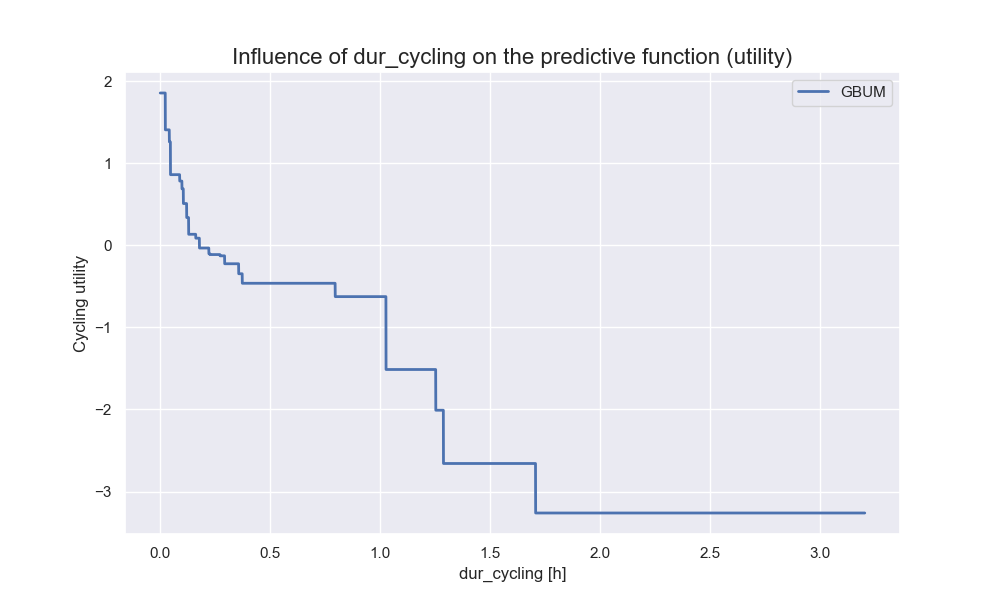 Influence of dur_cycling on the predictive function (utility)
GBUM
2
1
0
−1
−2
−3
Cycling utility
0.0 0.5 1.0 1.5 2.0 2.5 3.0
dur_cycling [h]